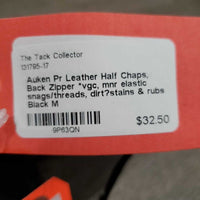 The Tack Collector
131795-17
Auken Pr Leather Half Chaps,
Back Zipper *vgc, mnr elastic
snags/threads, dirt?stains & rubs
Black M
$32.50
9P63QN